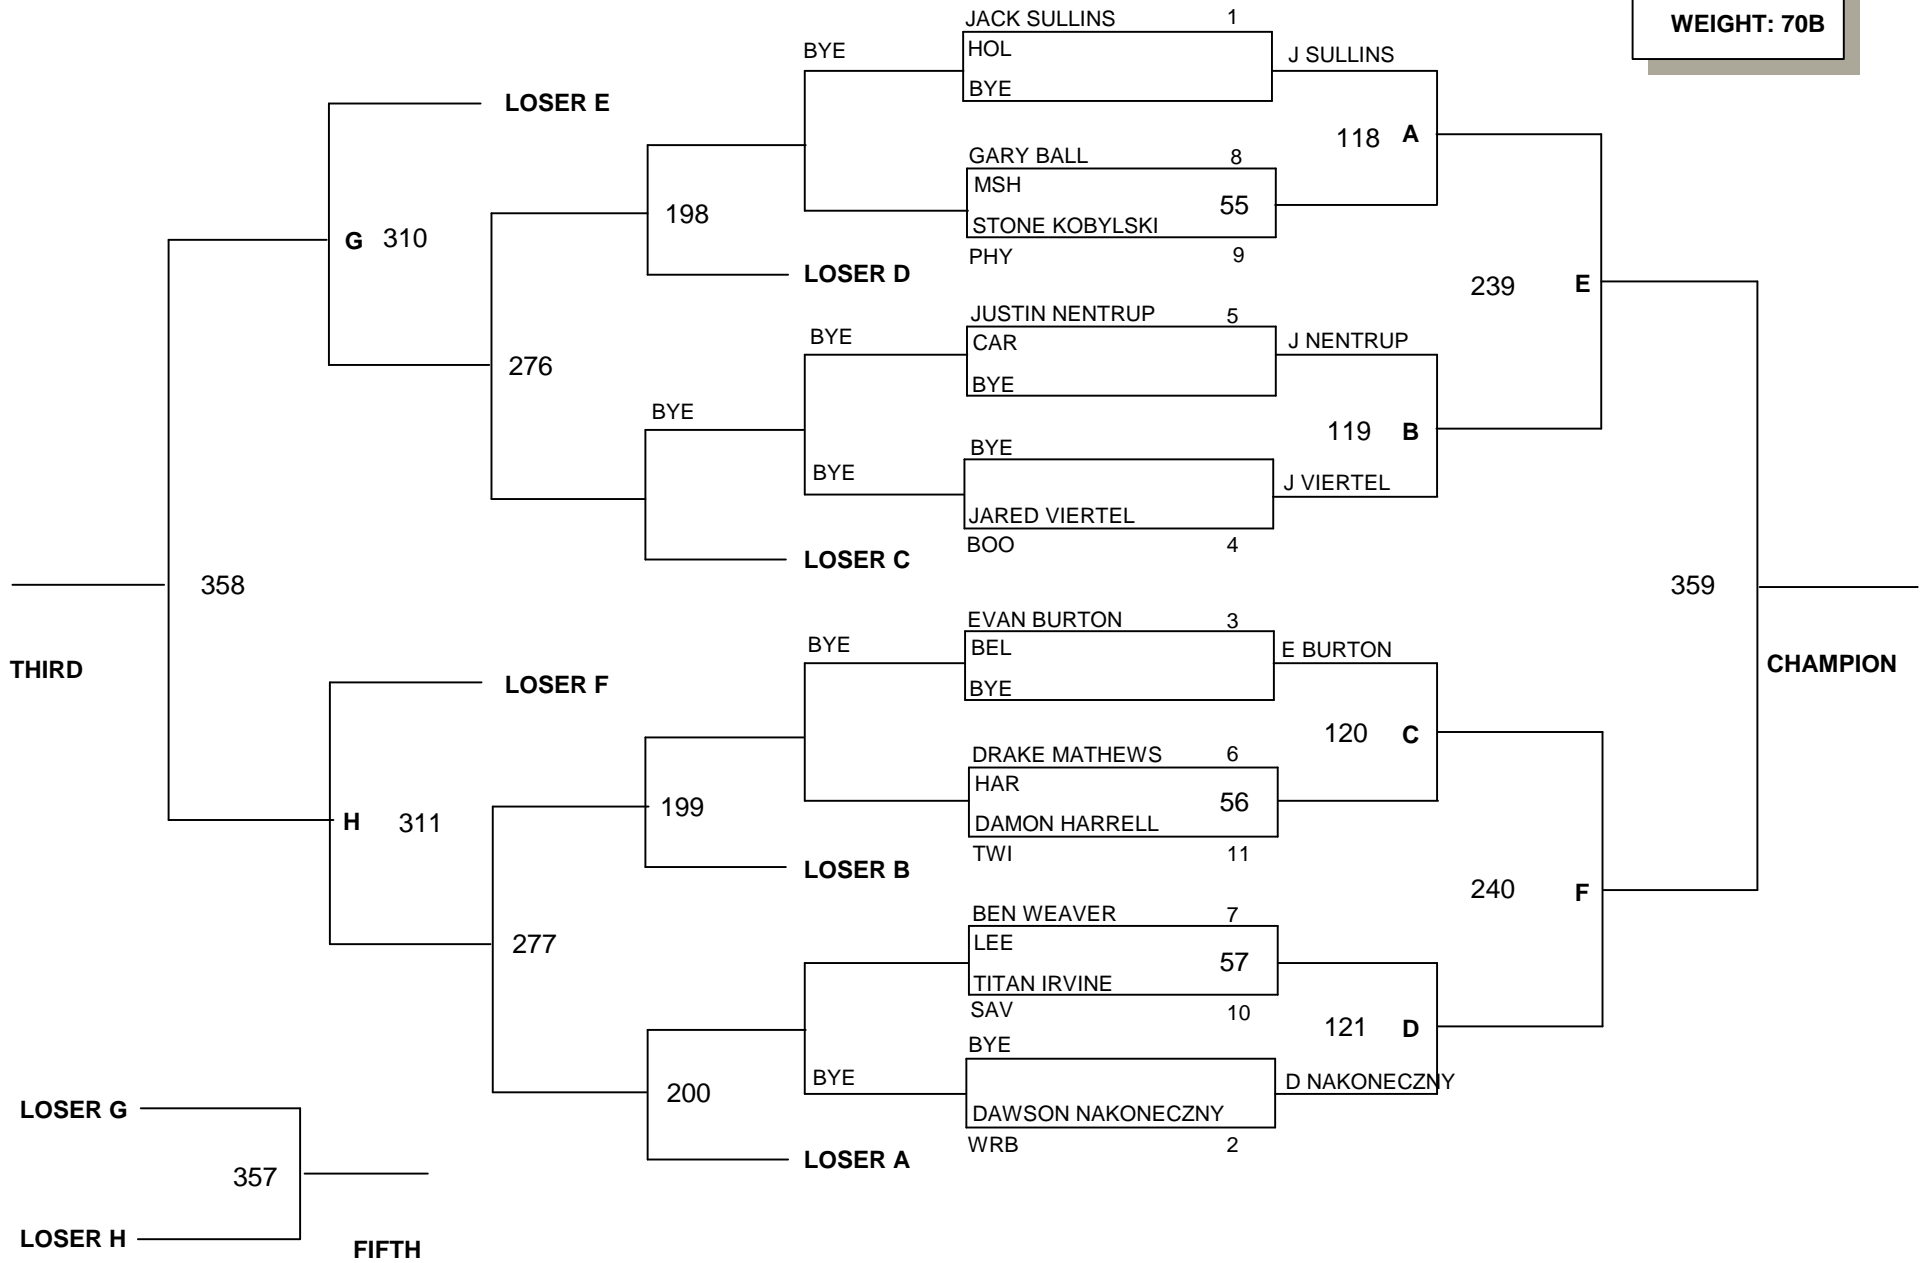 WEIGHT: 70B
JACK SULLINS 1
HOL
BYE
BYE
J SULLINS
LOSER E
118 A
GARY BALL 8
MSH
55
STONE KOBYLSKI
PHY 9
198
G 310
LOSER D
239 E
JUSTIN NENTRUP 5
CAR
BYE
BYE
J NENTRUP
276
BYE
119 B
BYE
BYE
J VIERTEL
JARED VIERTEL
BOO 4
LOSER C
358
359
THIRD
CHAMPION
EVAN BURTON 3
BEL
BYE
BYE
E BURTON
LOSER F
120 C
DRAKE MATHEWS 6
HAR
56
DAMON HARRELL
TWI 11
199
H 311
LOSER B
240 F
BEN WEAVER 7
LEE
57
TITAN IRVINE
SAV 10
277
121 D
BYE
BYE
D NAKONECZNY
DAWSON NAKONECZNY
WRB 2
200
LOSER A
LOSER G
357
LOSER H
FIFTH